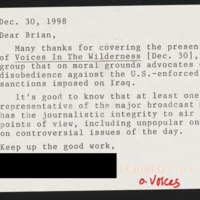 Dec. 30, 1998
Dear Brian,
Many thanks for covering the presen
of Voices In The Wilderness [Dec. 30],
group that on moral grounds advocates
disobedience against the U.S.-enforced
sanctions imposed on Iraq.
It's good to know that at least one
representative of the major broadcast
has the journalistic integrity to air
points of view, including unpopular on
on controversial issues of the day.
Keep up the good work,
a Voices